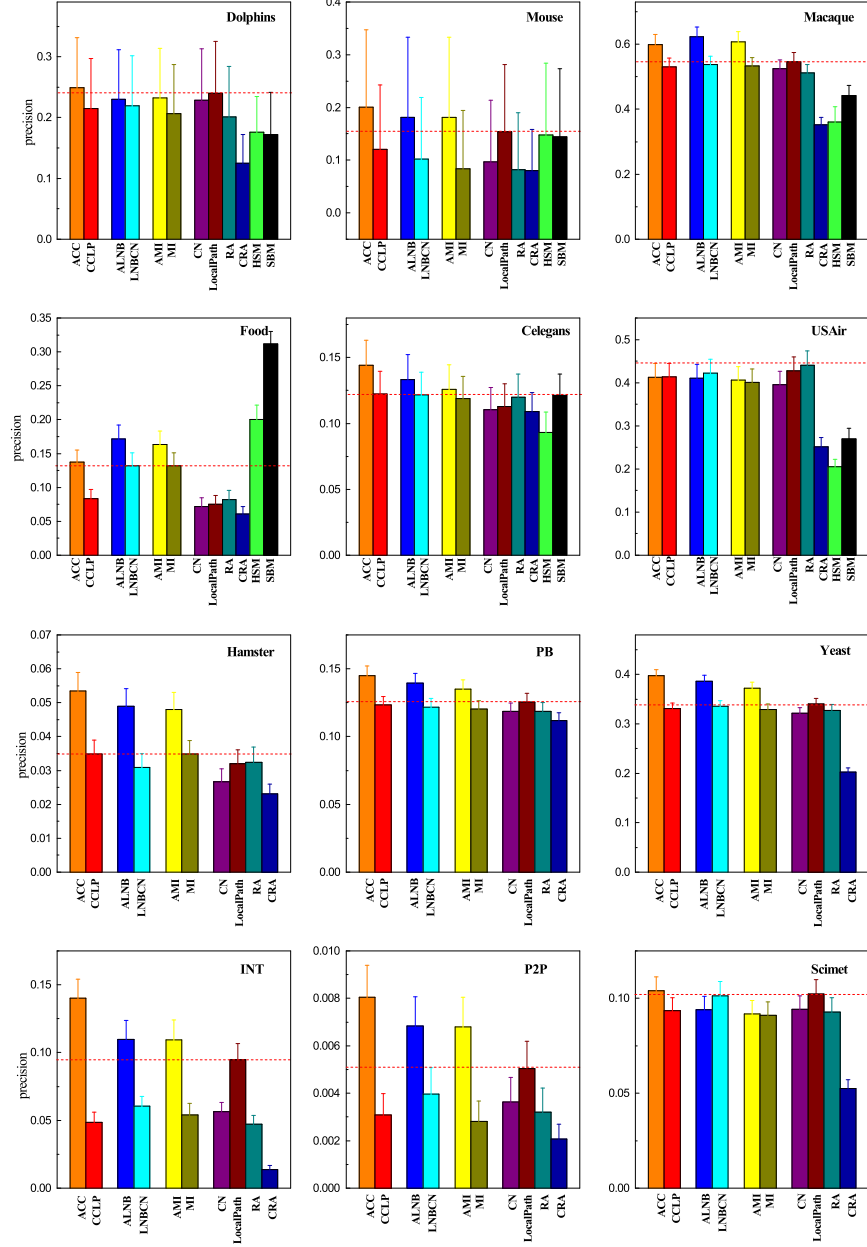 Dolphins
precision
0.3
0.2
0.1
0.0
ACC
CCLP
ALNB
LNBCN
AMI
MI
CN
LocalPath
RA
CRA
HSM
SBM
Mouse
0.4
0.3
0.2
0.1
0.0
ACC
CCLP
ALNB
LNBCN
AMI
MI
CN
LocalPath
RA
CRA
HSM
SBM
Macaque
0.6
0.4
0.2
0.0
ACC
CCLP
ALNB
LNBCN
AMI
MI
CN
LocalPath
RA
CRA
HSM
SBM
Food
precision
0.35
0.30
0.25
0.20
0.15
0.10
0.05
0.00
ACC
CCLP
ALNB
LNBCN
AMI
MI
CN
LocalPath
RA
CRA
HSM
SBM
Celegans
0.15
0.10
0.05
0.00
ACC
CCLP
ALNB
LNBCN
AMI
MI
CN
LocalPath
RA
CRA
HSM
SBM
USAir
0.5
0.4
0.3
0.2
0.1
0.0
ACC
CCLP
ALNB
LNBCN
AMI
MI
CN
LocalPath
RA
CRA
HSM
SBM
Hamster
precision
0.07
0.06
0.05
0.04
0.03
0.02
0.01
0.00
ACC
CCLP
ALNB
LNBCN
AMI
MI
CN
LocalPath
RA
CRA
PB
0.15
0.10
0.05
0.00
ACC
CCLP
ALNB
LNBCN
AMI
MI
CN
LocalPath
RA
CRA
Yeast
0.4
0.3
0.2
0.1
0.0
ACC
CCLP
ALNB
LNBCN
AMI
MI
CN
LocalPath
RA
CRA
INT
precision
0.15
0.10
0.05
0.00
ACC
CCLP
ALNB
LNBCN
AMI
MI
CN
LocalPath
RA
CRA
P2P
0.010
0.008
0.006
0.004
0.002
0.000
ACC
CCLP
ALNB
LNBCN
AMI
MI
CN
LocalPath
RA
CRA
Scimet
0.10
0.05
0.00
ACC
CCLP
ALNB
LNBCN
AMI
MI
CN
LocalPath
RA
CRA